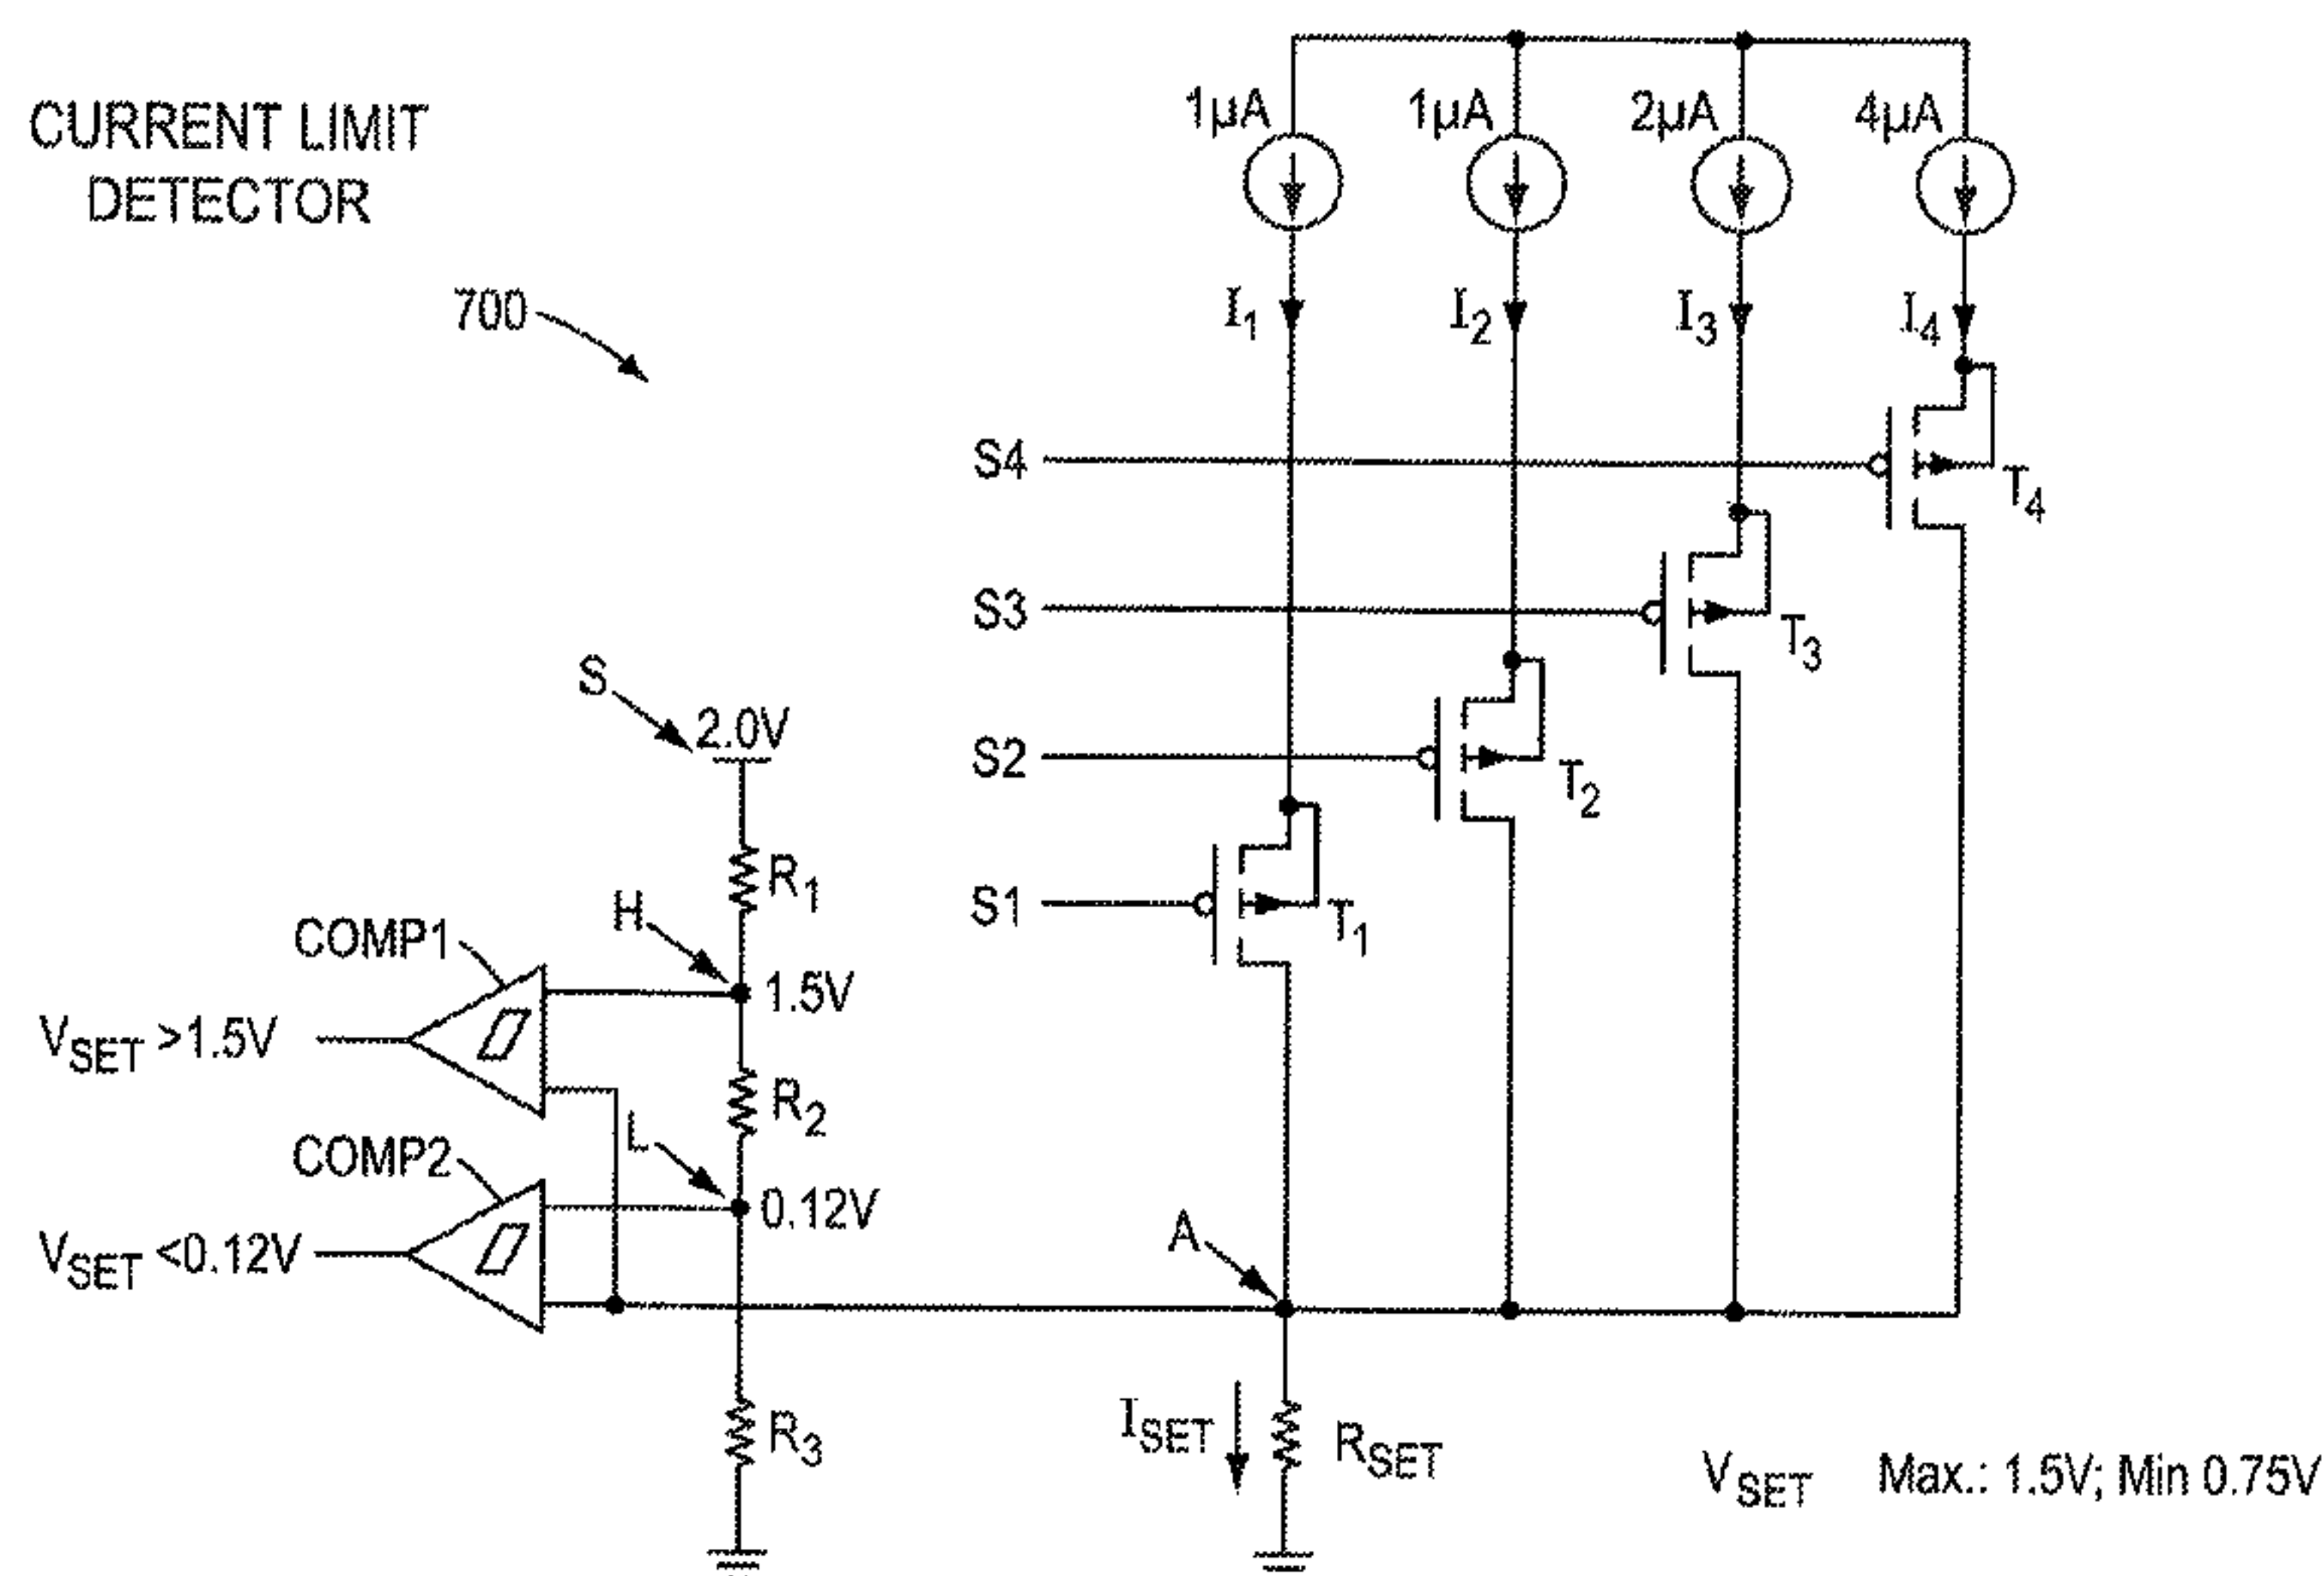 CURRENT LIMIT
DETECTOR
700
1µA 1µA 2µA 4µA
I1 I2 I3 I4
S4
T4
S3
T3
S
2.0V
S2
T2
R1
H
S1
T1
COMP1
1.5V
VSET >1.5V
R2
L
COMP2
0.12V
VSET <0.12V
A
R3
ISET
RSET
VSET Max.: 1.5V; Min 0.75V